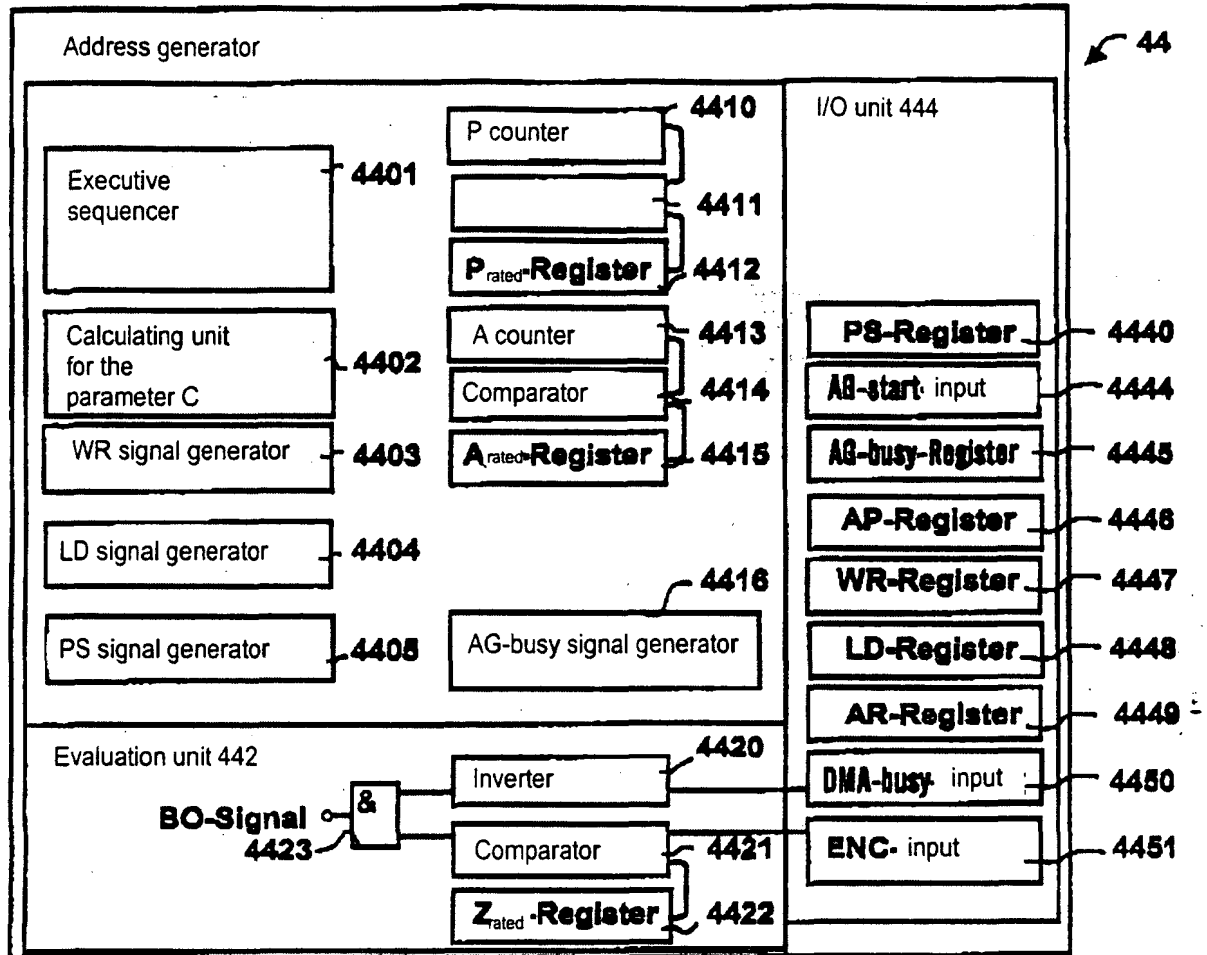 Address generator
44
Executive
sequencer
4401
Calculating unit
for the
parameter C
4402
WR signal generator
4403
LD signal generator
4404
PS signal generator
4405
P counter
4410
4411
Prated-Register
4412
A counter
4413
Comparator
4414
Arated-Register
4415
4416
AG-busy signal generator
I/O unit 444
PS-Register
4440
AG-start- input
4444
AG-busy-Register
4445
AP-Register
4446
WR-Register
4447
LD-Register
4448
AR-Register
4449
DMA-busy- input
4450
ENC- input
4451
Evaluation unit 442
BO-Signal
&
4423
Inverter
4420
Comparator
4421
Zrated -Register
4422